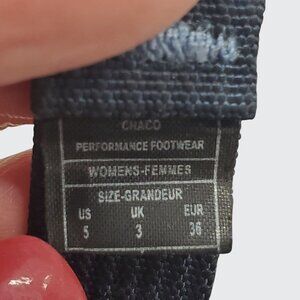 CHACO
PERFORMANCE FOOTWEAR
WOMENS-FEMMES
SIZE-GRANDEUR
US UK EUR
5 3 36